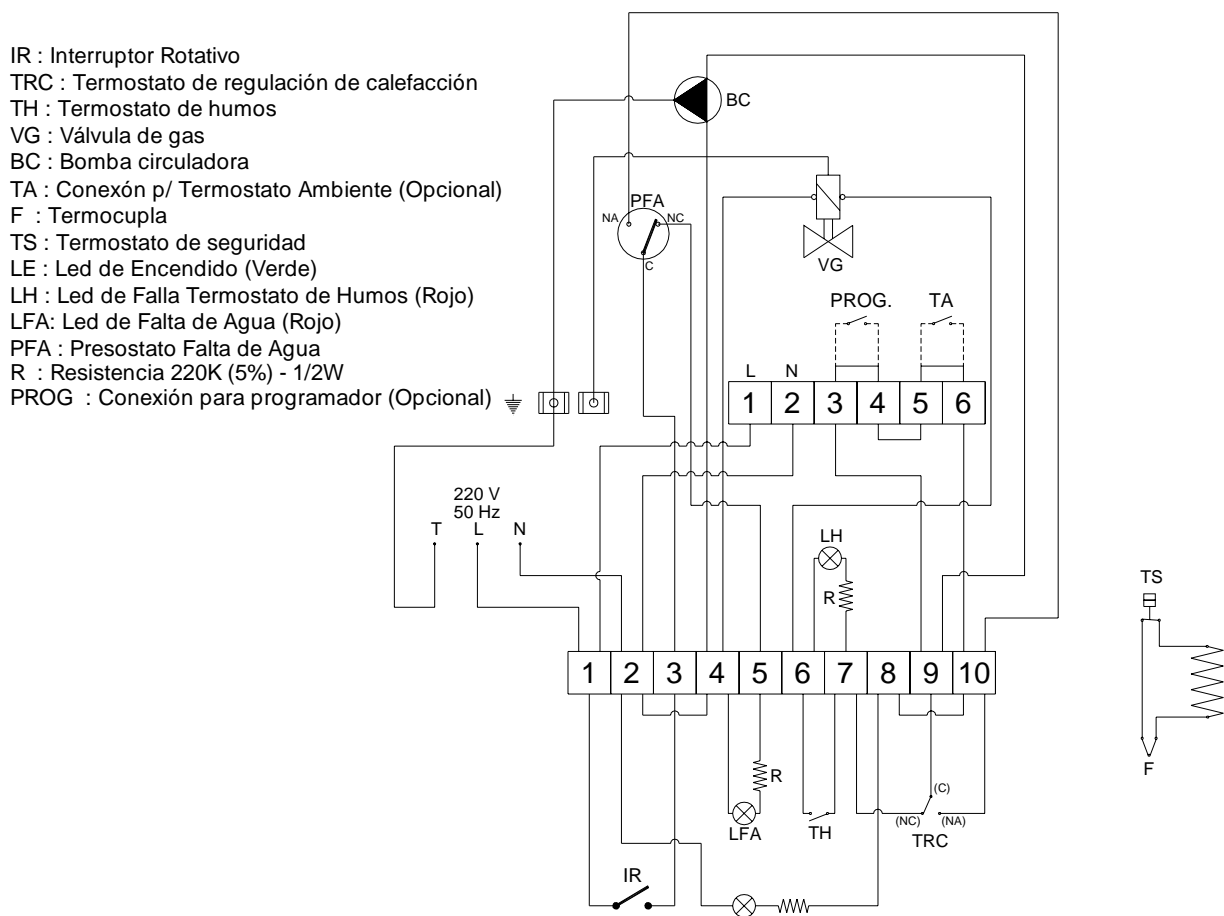 IR : Interruptor Rotativo
TRC : Termostato de regulación de calefacción
TH : Termostato de humos
VG : Válvula de gas
BC : Bomba circuladora
TA : Conexón p/ Termostato Ambiente (Opcional)
F : Termocupla
TS : Termostato de seguridad
LE : Led de Encendido (Verde)
LH : Led de Falla Termostato de Humos (Rojo)
LFA: Led de Falta de Agua (Rojo)
PFA : Presostato Falta de Agua
R : Resistencia 220K (5%) - 1/2W
PROG : Conexión para programador (Opcional)
BC
PFA
NA
NC
C
VG
PROG.
TA
L
N
1 2 3 4 5 6
220 V
50 Hz
T L N
LH
R
TS
1 2 3 4 5 6 7 8 9 10
F
R
LFA
TH
(C)
(NC)
(NA)
TRC
IR